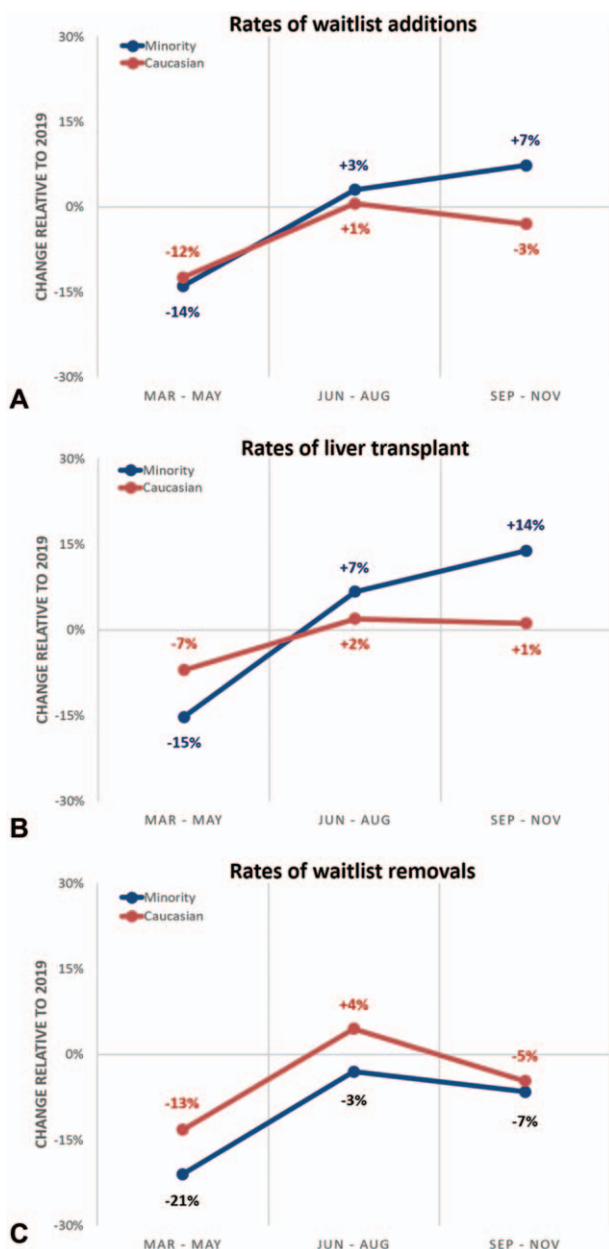 Rates of waitlist additions
30%
Minority
Caucasian
15%
+7%
+3%
0%
-12%
+1%
-3%
-15%
-14%
-30%
CHANGE RELATIVE TO 2019
MAR - MAY JUN - AUG SEP - NOV
A
Rates of liver transplant
30%
Minority
Caucasian
15%
+14%
+7%
0%
-7%
+2%
+1%
-15%
-15%
-30%
CHANGE RELATIVE TO 2019
MAR - MAY JUN - AUG SEP - NOV
B
Rates of waitlist removals
30%
Minority
Caucasian
15%
+4%
0%
-5%
-13%
-3%
-7%
-15%
-21%
-30%
CHANGE RELATIVE TO 2019
MAR - MAY JUN - AUG SEP - NOV
C